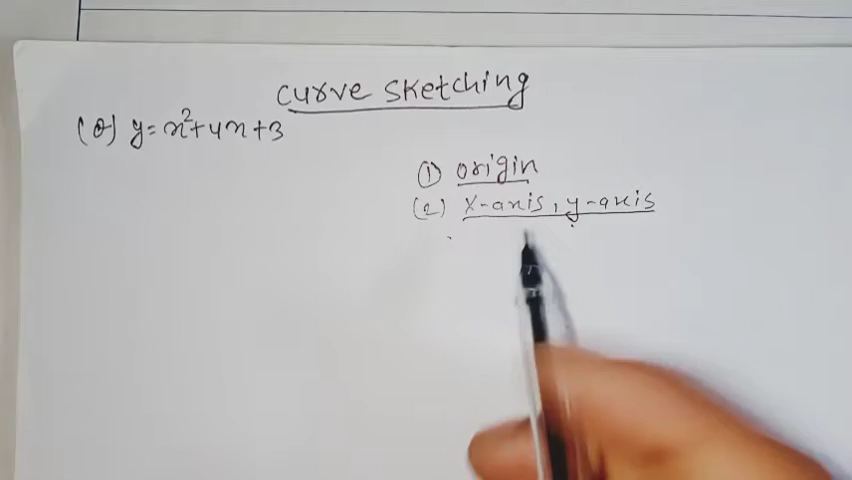 Curve Sketching
(Q) y=x²+4x+3
① origin
(2) x-axis, y-axis